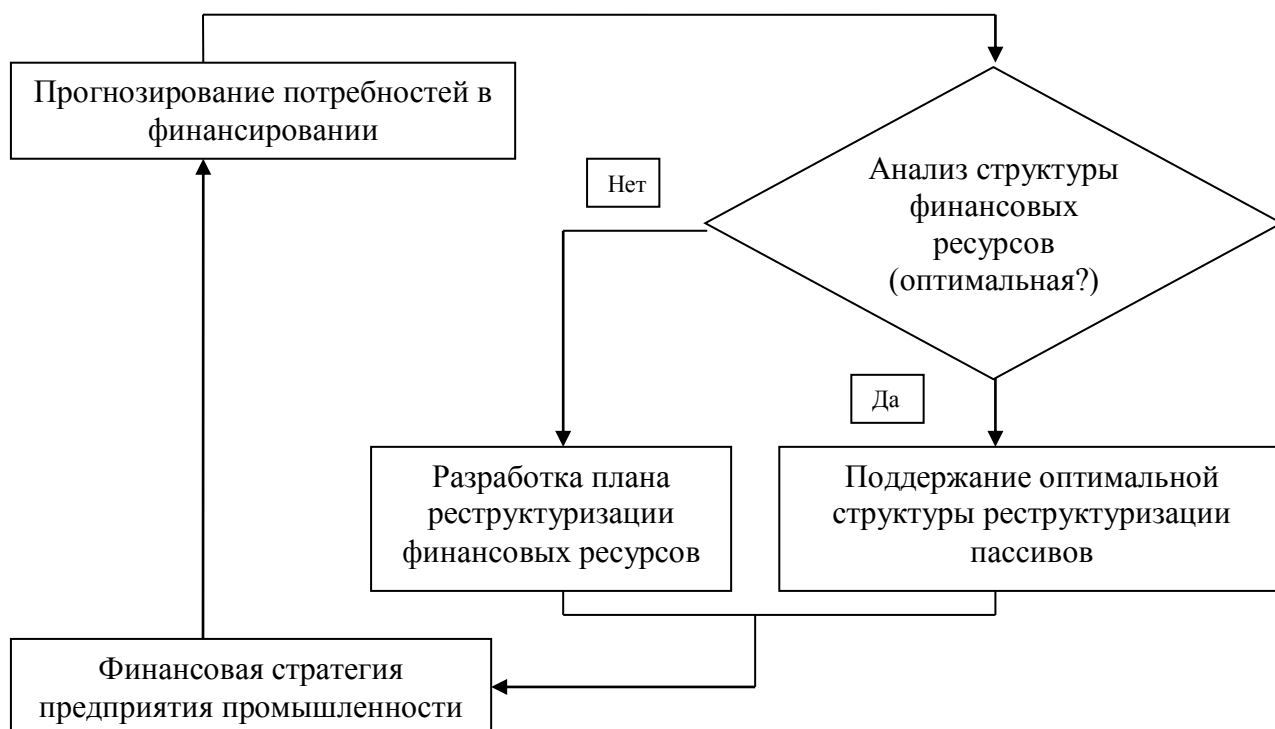 Прогнозирование потребностей в
финансировании
Нет
Анализ структуры
финансовых
ресурсов
(оптимальная?)
Да
Разработка плана
реструктуризации
финансовых ресурсов
Поддержание оптимальной
структуры реструктуризации
пассивов
Финансовая стратегия
предприятия промышленности